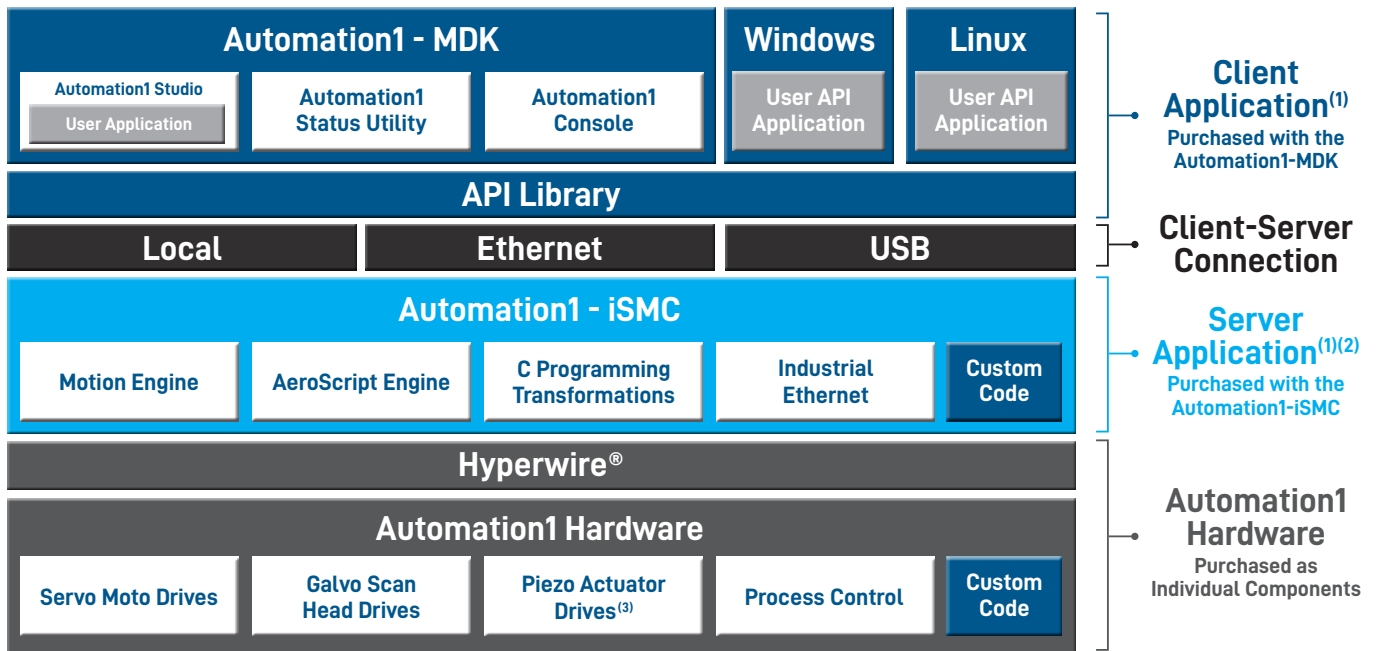 Automation1 - MDK
Automation1 Studio
User Application
Automation1
Status Utility
Automation1
Console
Windows
User API
Application
Linux
User API
Application
API Library
Client
Application(1)
Purchased with the
Automation1-MDK
Local
Ethernet
USB
Client-Server
Connection
Automation1 - iSMC
Motion Engine
AeroScript Engine
C Programming
Transformations
Industrial
Ethernet
Custom
Code
Server
Application(1)(2)
Purchased with the
Automation1-iSMC
Hyperwire®
Automation1 Hardware
Servo Moto Drives
Galvo Scan
Head Drives
Piezo Actuator
Drives(3)
Process Control
Custom
Code
Automation1
Hardware
Purchased as
Individual Components